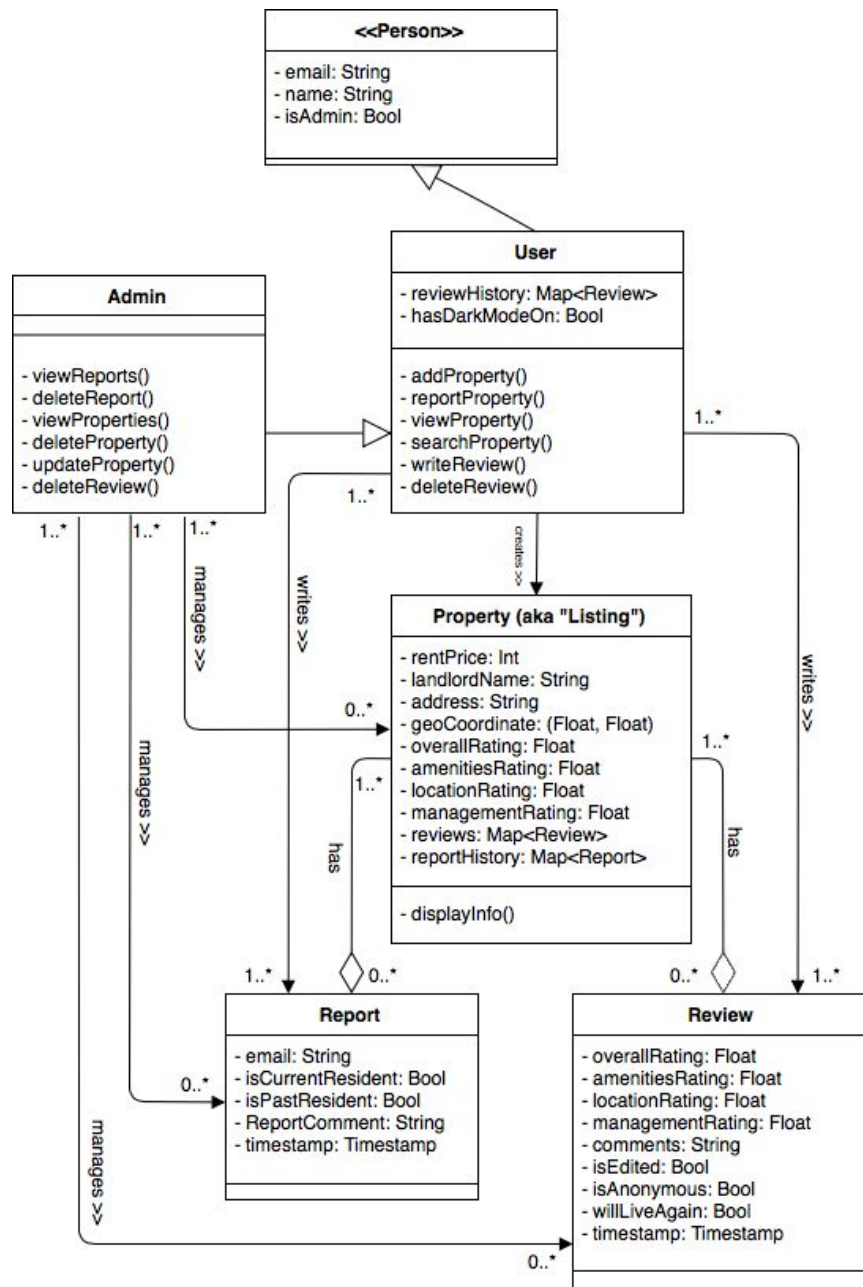 <<Person>>
- email: String
- name: String
- isAdmin: Bool
User
- reviewHistory: Map<Review>
- hasDarkModeOn: Bool
- addProperty()
- reportProperty()
- viewProperty()
- searchProperty()
- writeReview()
- deleteReview()
Admin
- viewReports()
- deleteReport()
- viewProperties()
- deleteProperty()
- updateProperty()
- deleteReview()
1..*
1..*
1..*
1..*
1..*
manages >>
writes >>
creates >>
writes >>
manages >>
manages >>
0..*
Property (aka "Listing")
- rentPrice: Int
- landlordName: String
- address: String
- geoCoordinate: (Float, Float)
- overallRating: Float
- amenitiesRating: Float
- locationRating: Float
- managementRating: Float
- reviews: Map<Review>
- reportHistory: Map<Report>
- displayInfo()
1..*
1..*
has
has
1..*
0..*
0..*
1..*
Report
- email: String
- isCurrentResident: Bool
- isPastResident: Bool
- ReportComment: String
- timestamp: Timestamp
0..*
Review
- overallRating: Float
- amenitiesRating: Float
- locationRating: Float
- managementRating: Float
- comments: String
- isEdited: Bool
- isAnonymous: Bool
- willLiveAgain: Bool
- timestamp: Timestamp
0..*